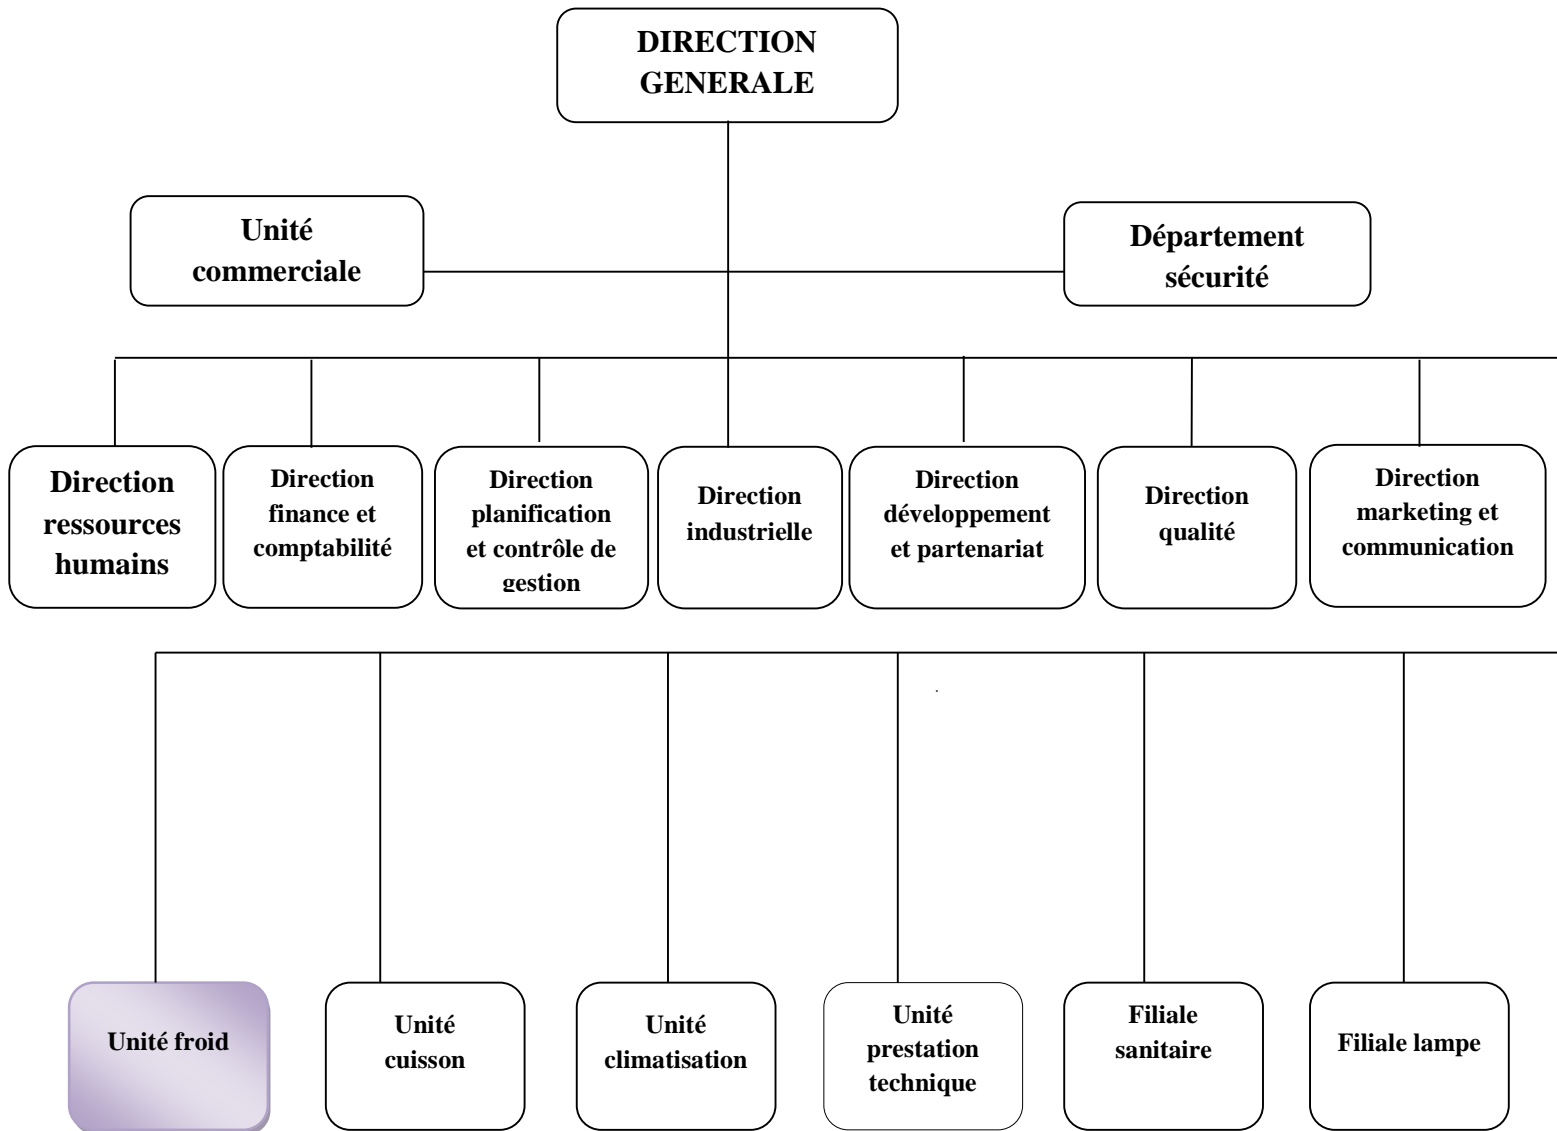 DIRECTION
GENERALE
Unité
commerciale
Département
sécurité
Direction
ressources
humains
Direction
finance et
comptabilité
Direction
planification
et contrôle de
gestion
Direction
industrielle
Direction
développement
et partenariat
Direction
qualité
Direction
marketing et
communication
Unité froid
Unité
cuisson
Unité
climatisation
Unité
prestation
technique
Filiale
sanitaire
Filiale lampe